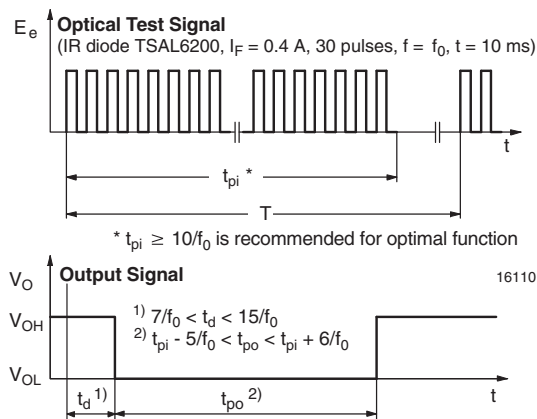 E_e Optical Test Signal
(IR diode TSAL6200, I_F = 0.4 A, 30 pulses, f = f_0, t = 10 ms)
t
t_pi *
T
* t_pi ≥ 10/f_0 is recommended for optimal function
V_O Output Signal 16110
V_OH
1) 7/f_0 < t_d < 15/f_0
2) t_pi - 5/f_0 < t_po < t_pi + 6/f_0
V_OL
t_d 1) t_po 2) t